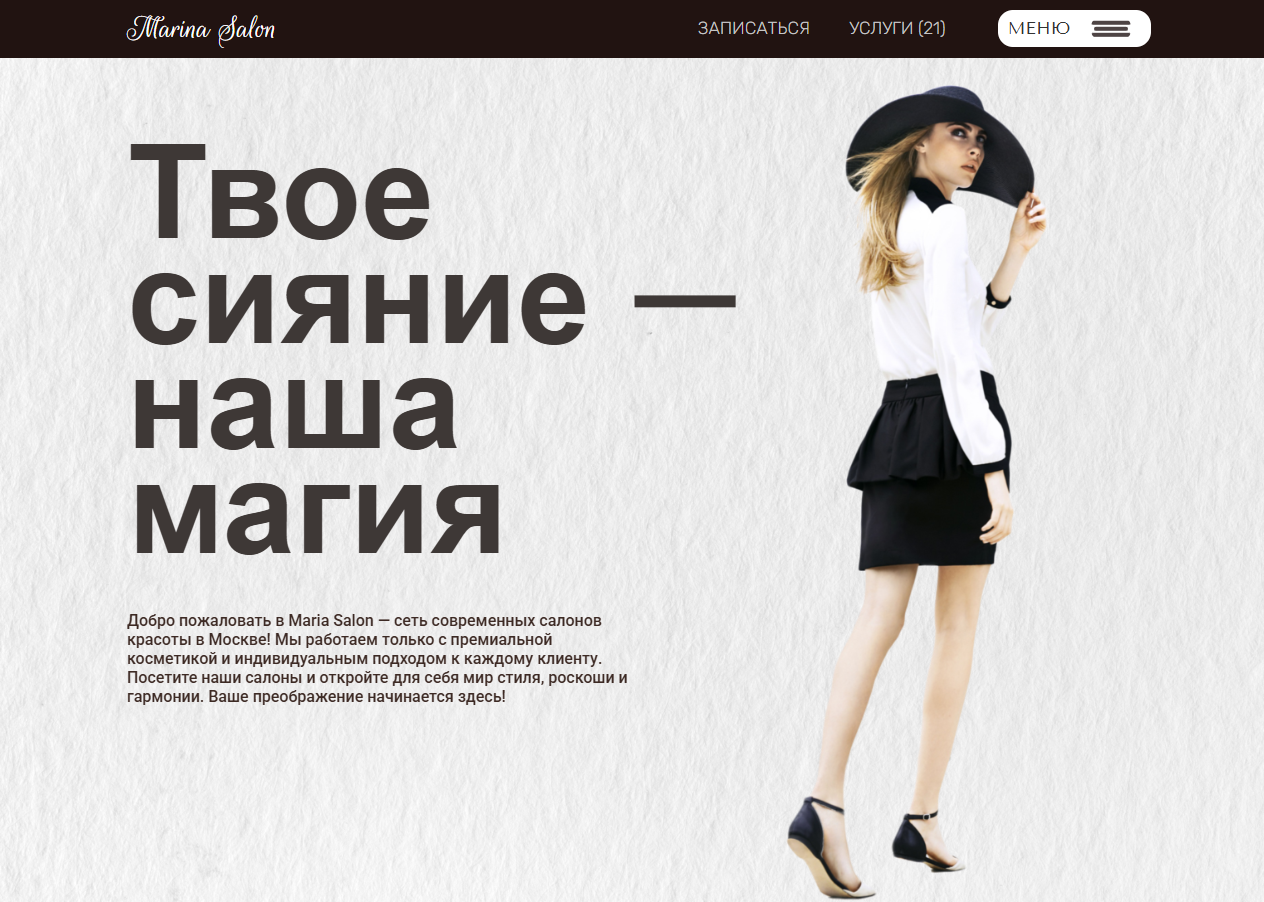 Marina Salon
ЗАПИСАТЬСЯ
УСЛУГИ (21)
МЕНЮ
Твое
сияние —
наша
магия
Добро пожаловать в Maria Salon — сеть современных салонов
красоты в Москве! Мы работаем только с премиальной
косметикой и индивидуальным подходом к каждому клиенту.
Посетите наши салоны и откройте для себя мир стиля, роскоши и
гармонии. Ваше преображение начинается здесь!